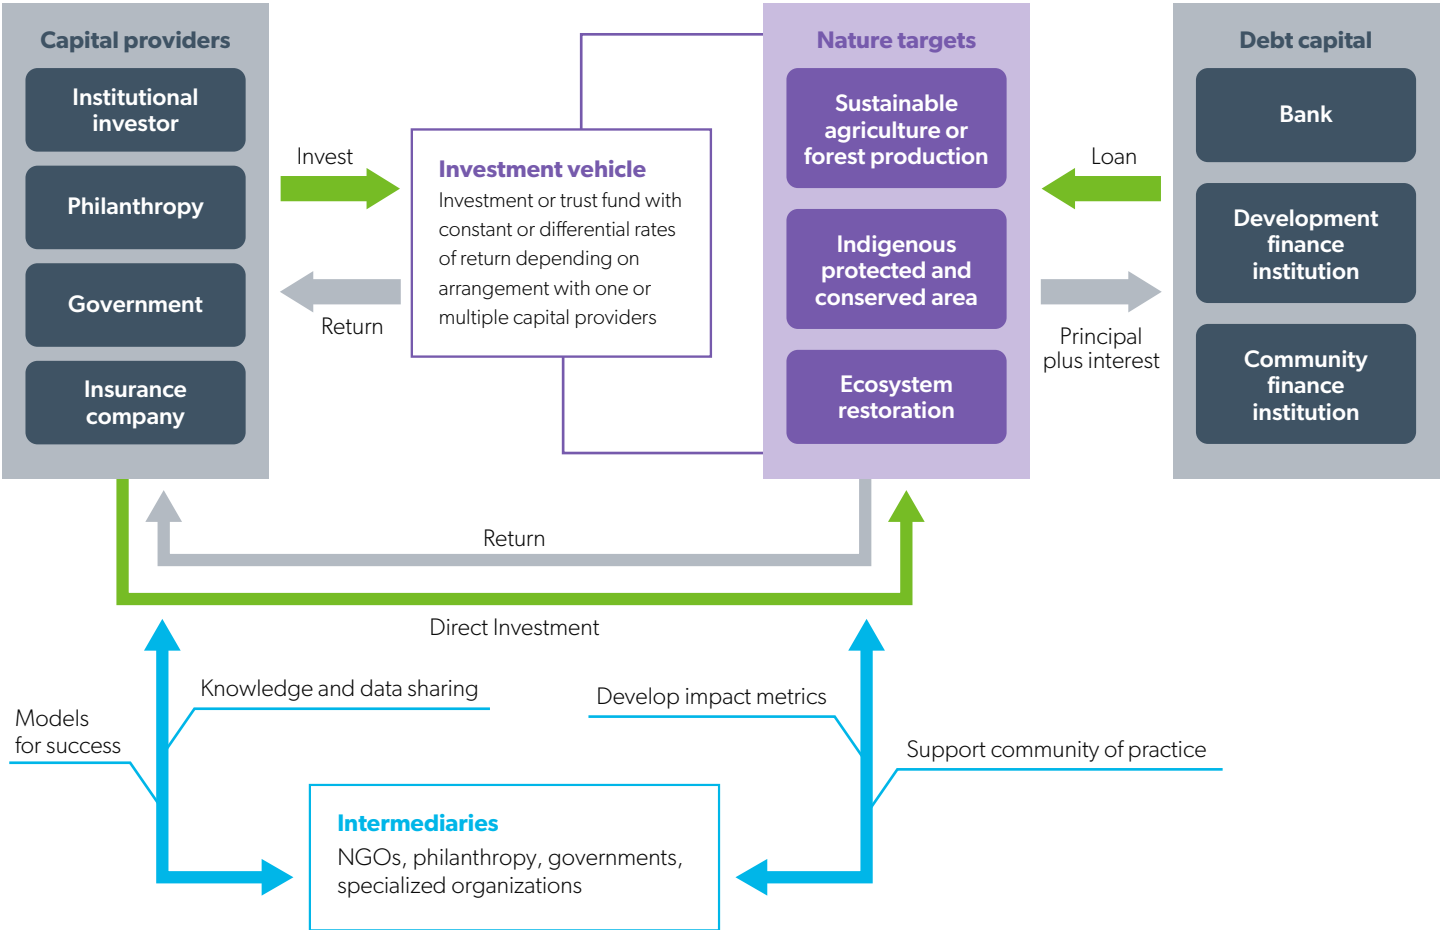 Capital providers
Institutional
investor
Philanthropy
Government
Insurance
company
Invest
Return
Investment vehicle
Investment or trust fund with
constant or differential rates
of return depending on
arrangement with one or
multiple capital providers
Nature targets
Sustainable
agriculture or
forest production
Indigenous
protected and
conserved area
Ecosystem
restoration
Loan
Principal
plus interest
Debt capital
Bank
Development
finance
institution
Community
finance
institution
Return
Direct Investment
Knowledge and data sharing
Models
for success
Develop impact metrics
Support community of practice
Intermediaries
NGOs, philanthropy, governments,
specialized organizations